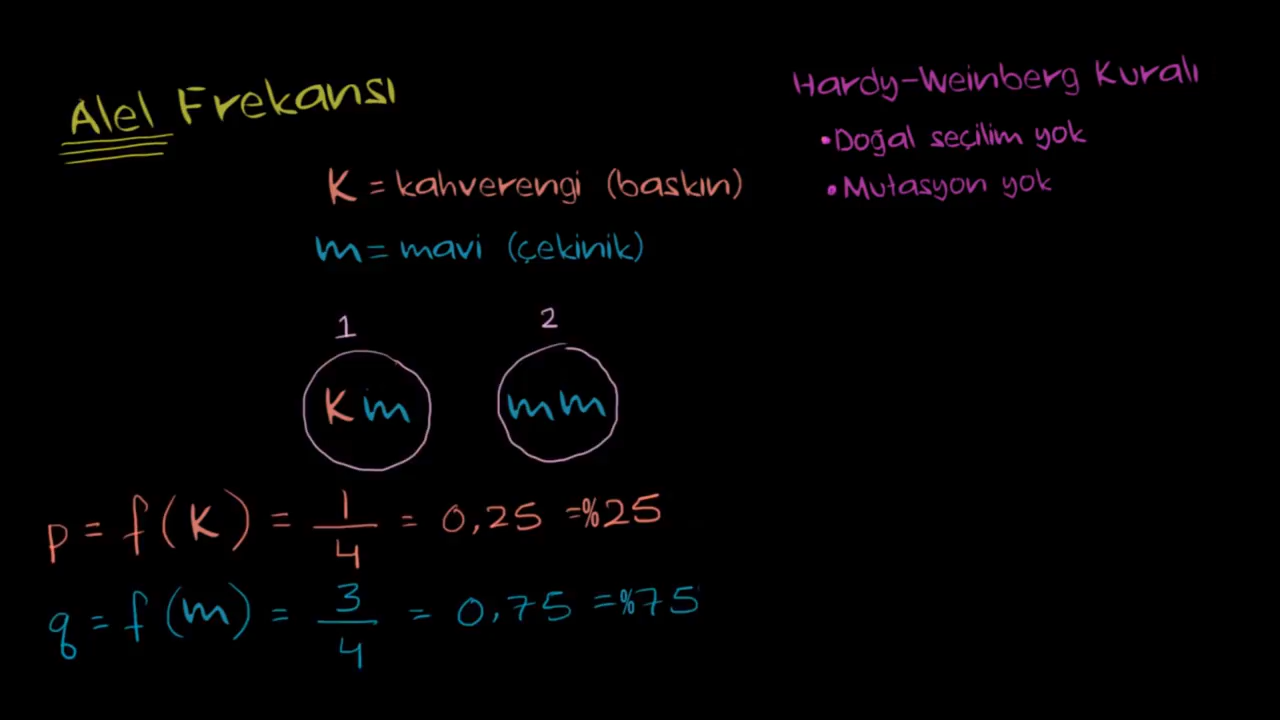 Alel Frekansı
K = kahverengi (baskın)
m = mavi (çekinik)
Hardy-Weinberg Kuralı
•Doğal seçilim yok
•Mutasyon yok
1 2
Km mm
p = f(K) = 1/4 = 0,25 =%25
q = f(m) = 3/4 = 0,75 =%75